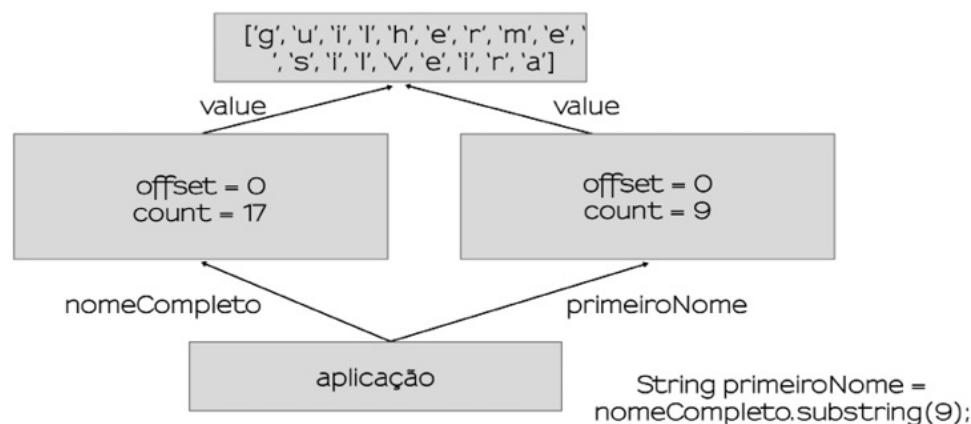 ['g', 'u', 'i', 'l', 'h', 'e', 'r', 'm', 'e', '
', 's', 'i', 'l', 'v', 'e', 'i', 'r', 'a']
value
value
offset = 0
count = 17
offset = 0
count = 9
nomeCompleto
primeiroNome
aplicação
String primeiroNome =
nomeCompleto.substring(9);